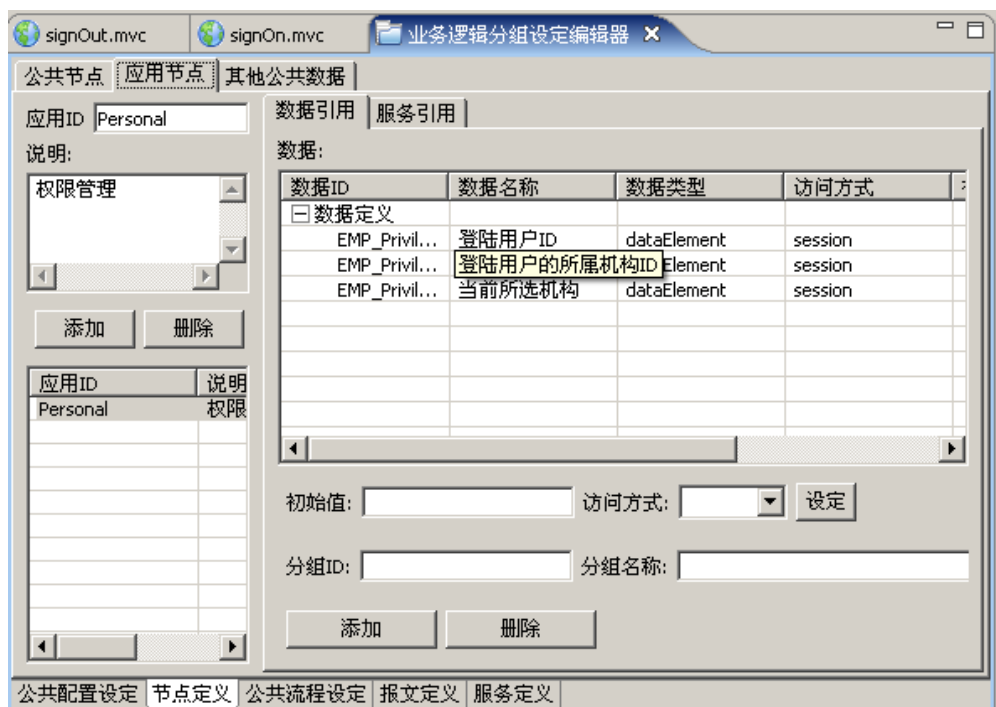 signOut.mvc signOn.mvc 业务逻辑分组设定编辑器
公共节点 应用节点 其他公共数据
应用ID Personal
说明:
权限管理
添加 删除
应用ID 说明
Personal 权限
数据引用 服务引用
数据:
数据ID 数据名称 数据类型 访问方式
数据定义
EMP_Privil... 登陆用户ID dataElement session
EMP_Privil... 登陆用户的所属机构ID Element session
EMP_Privil... 当前所选机构 dataElement session
初始值: 访问方式: 设定
分组ID: 分组名称:
添加 删除
公共配置设定 节点定义 公共流程设定 报文定义 服务定义